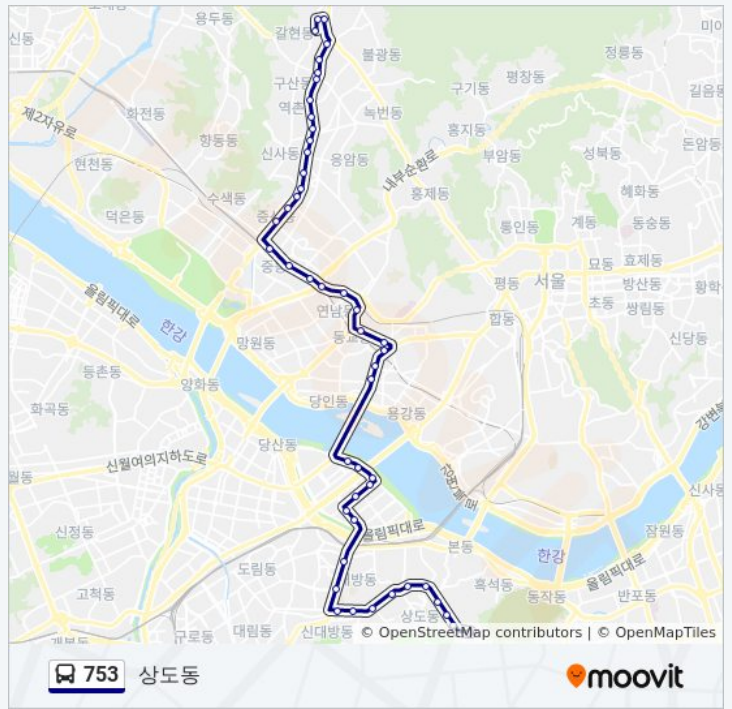 용두동
신동
갈현동
불광동
정릉동
구산동
구기동
평창동
길음동
제2자유로
화전동
역촌
녹번동
향동동
홍지동
돈암동
현천동
신사동
응암동
내부순환로
부암동
성북동
수색동
홍제동
혜화동
덕은동
통인동
계동
동숭동
묘동
효제동
올림픽대로
평동
서울
방산동
황학
연남동
초동
쌍림동
한강
합동
망원동
신당동
등촌동
양화동
화곡동
당인동
용강동
강변북
당산동
신월여의지하도로
월동
신사동
신정동
올림픽대로
본동
잠원동
한강
도림동
방동
흑석동
올림픽대로
고척동
동작동
반포동
대림동
신대방동
상도동
구로동
© OpenStreetMap contributors | © OpenMapTiles
753 상도동
moovit